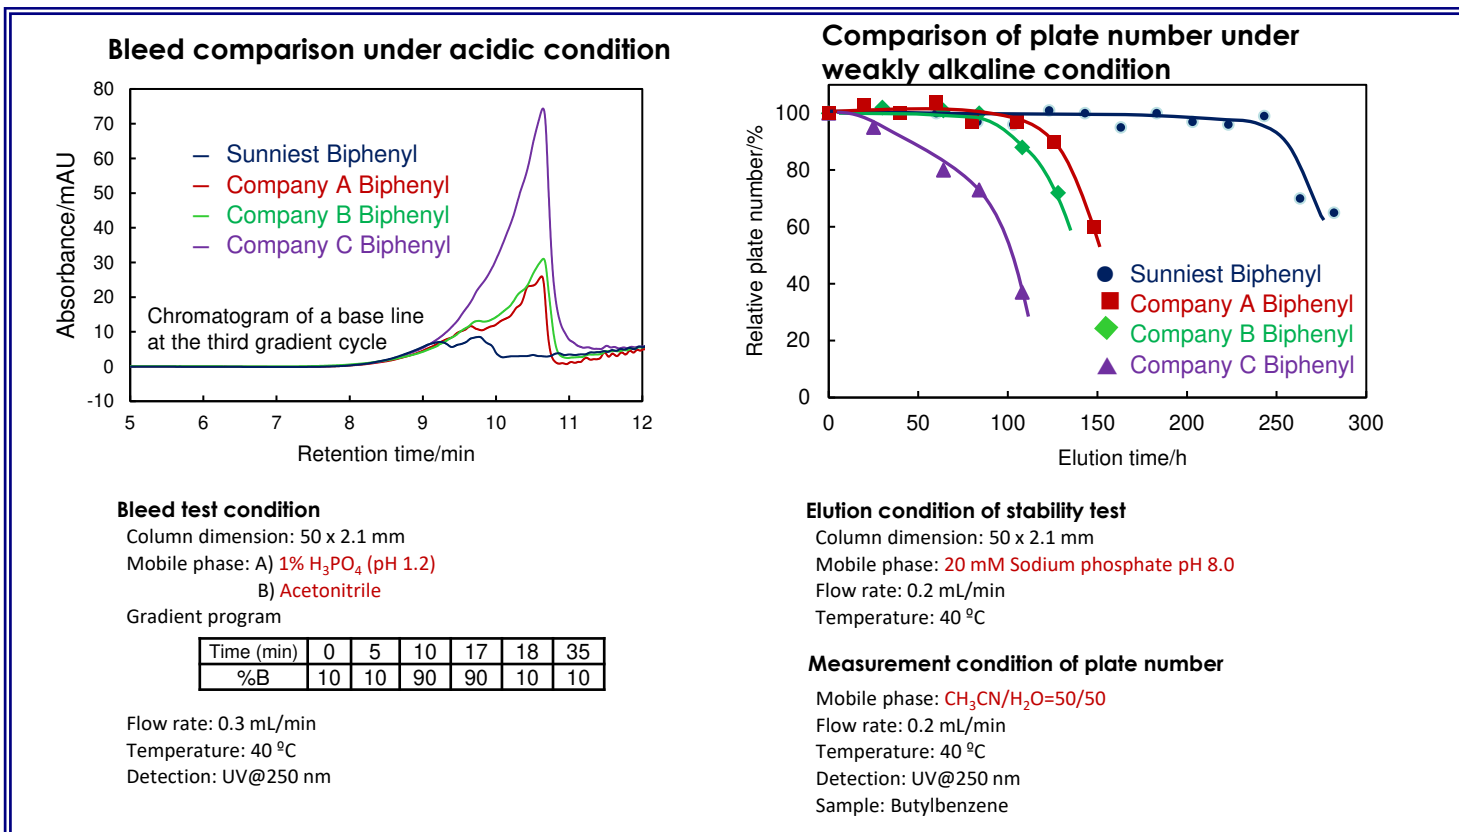 Bleed comparison under acidic condition
80
70
60
50
40
30
20
10
0
-10
Absorbance/mAU
Sunniest Biphenyl
Company A Biphenyl
Company B Biphenyl
Company C Biphenyl
Chromatogram of a base line
at the third gradient cycle
5 6 7 8 9 10 11 12
Retention time/min
Comparison of plate number under
weakly alkaline condition
100
80
60
40
20
0
Relative plate number/%
Sunniest Biphenyl
Company A Biphenyl
Company B Biphenyl
Company C Biphenyl
0 50 100 150 200 250 300
Elution time/h
Bleed test condition
Column dimension: 50 x 2.1 mm
Mobile phase: A) 1% H₃PO₄ (pH 1.2)
B) Acetonitrile
Gradient program
Time (min) 0 5 10 17 18 35
%B 10 10 90 90 10 10
Flow rate: 0.3 mL/min
Temperature: 40 ºC
Detection: UV@250 nm
Elution condition of stability test
Column dimension: 50 x 2.1 mm
Mobile phase: 20 mM Sodium phosphate pH 8.0
Flow rate: 0.2 mL/min
Temperature: 40 ºC
Measurement condition of plate number
Mobile phase: CH₃CN/H₂O=50/50
Flow rate: 0.2 mL/min
Temperature: 40 ºC
Detection: UV@250 nm
Sample: Butylbenzene